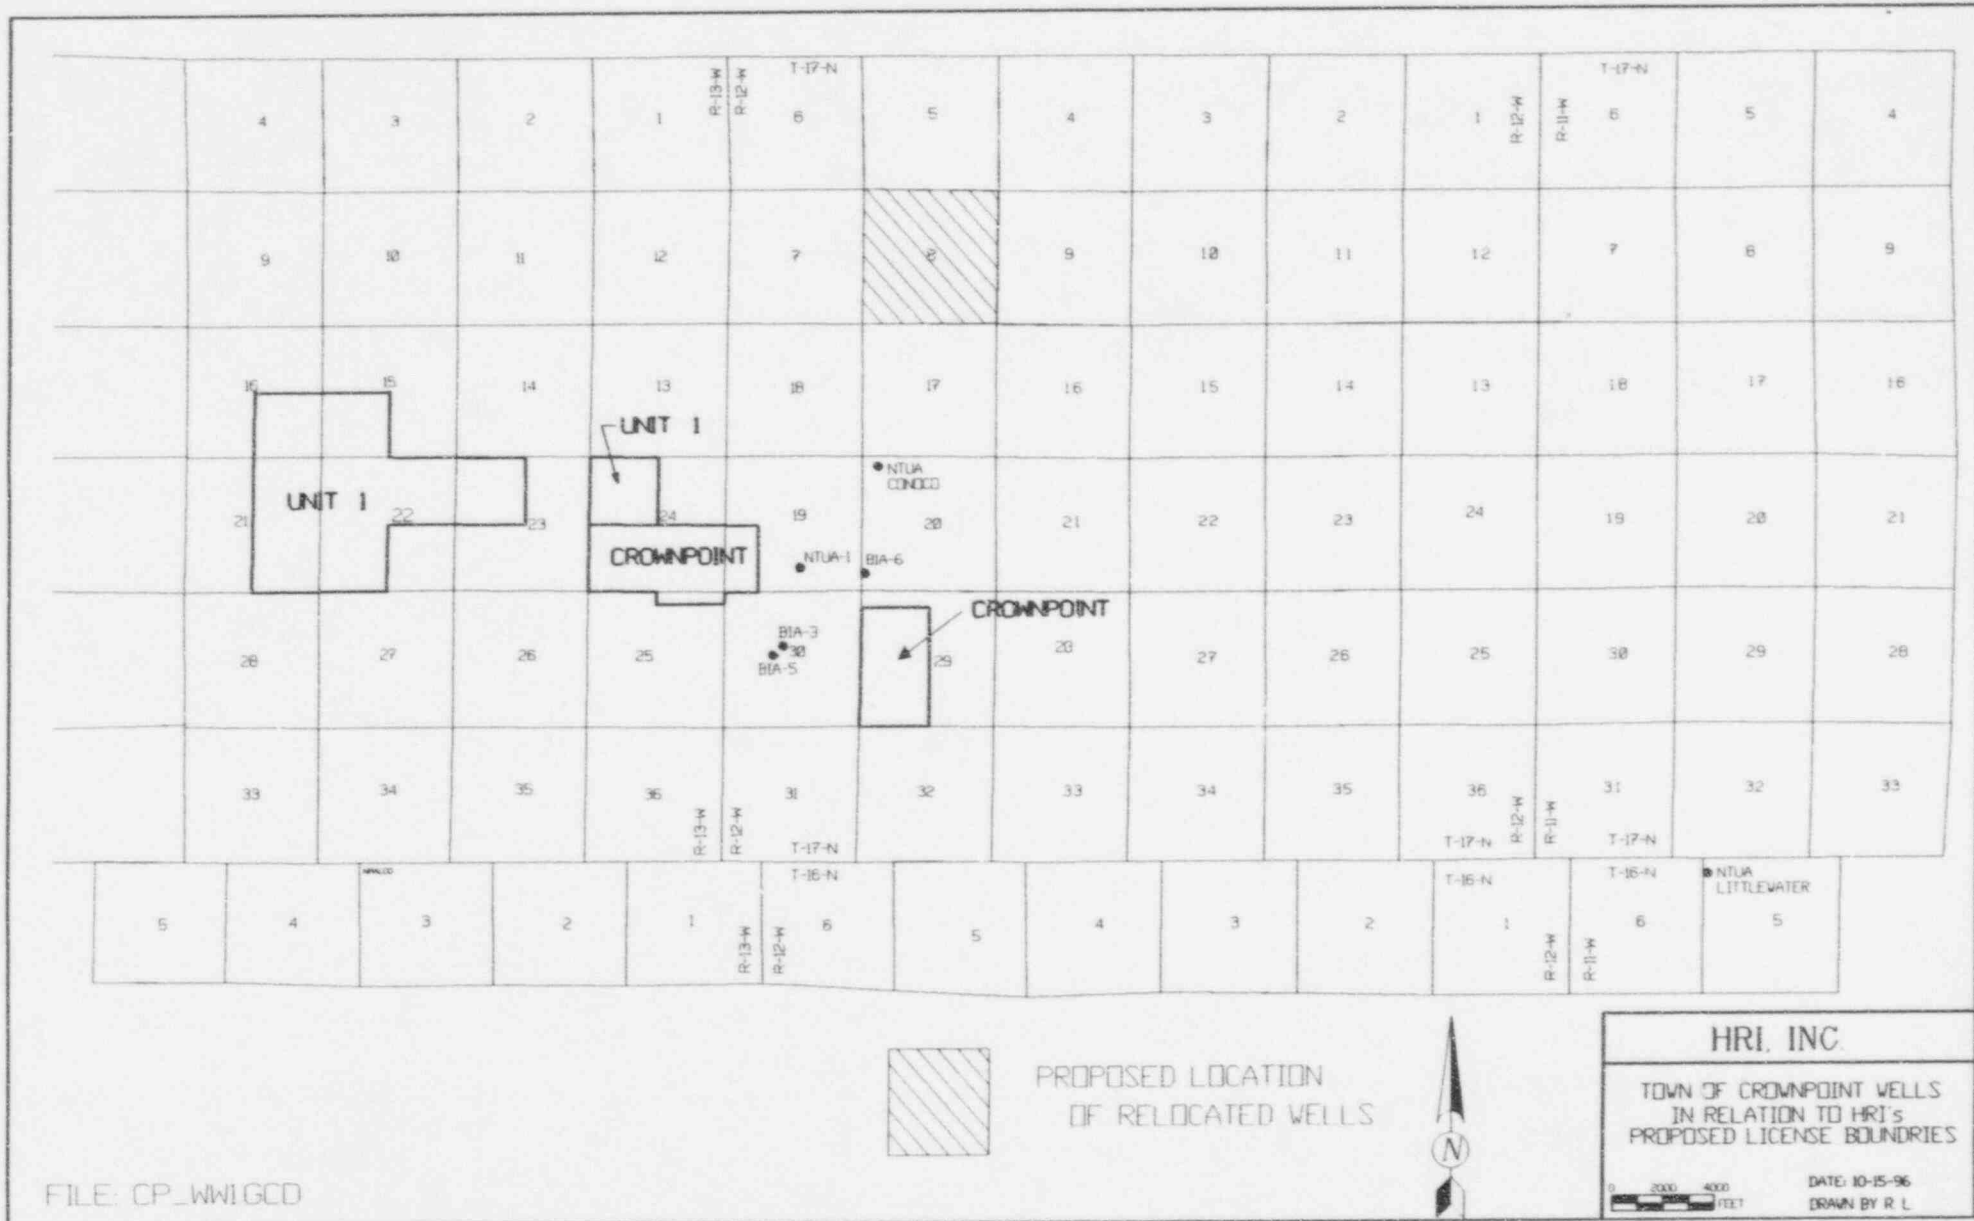 T-17-N T-17-N
4 3 2 1 R-13-W R-12-W 6 5 4 3 2 1 R-12-W R-11-W 6 5 4
9 10 11 12 7 8 9 10 11 12 7 8 9
16 15 14 13 18 17 16 15 14 13 18 17 18
UNIT 1
NTUA
CONOCO
UNIT 1
21 22 23 24 19 20 21 22 23 24 19 20 21
CROWNPOINT
NTUA-1 BIA-6
CROWNPOINT
BIA-3
28 27 26 25 30 29 28 27 26 25 30 29 28
BIA-5
33 34 35 36 31 32 33 34 35 36 31 32 33
R-13-W R-12-W R-12-W R-11-W
T-17-N T-17-N T-17-N
T-16-N T-16-N T-16-N
NTUA
LITTLEWATER
5 4 3 2 1 6 5 4 3 2 1 6 5
R-13-W R-12-W R-12-W R-11-W
PROPOSED LOCATION
OF RELOCATED WELLS
N
HRI, INC.
TOWN OF CROWNPOINT WELLS
IN RELATION TO HRI's
PROPOSED LICENSE BOUNDRIES
0 2000 4000
FEET
DATE: 10-15-96
DRAWN BY R L
FILE: CP_WW1.GCD